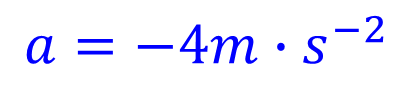 a = −4m · s⁻²